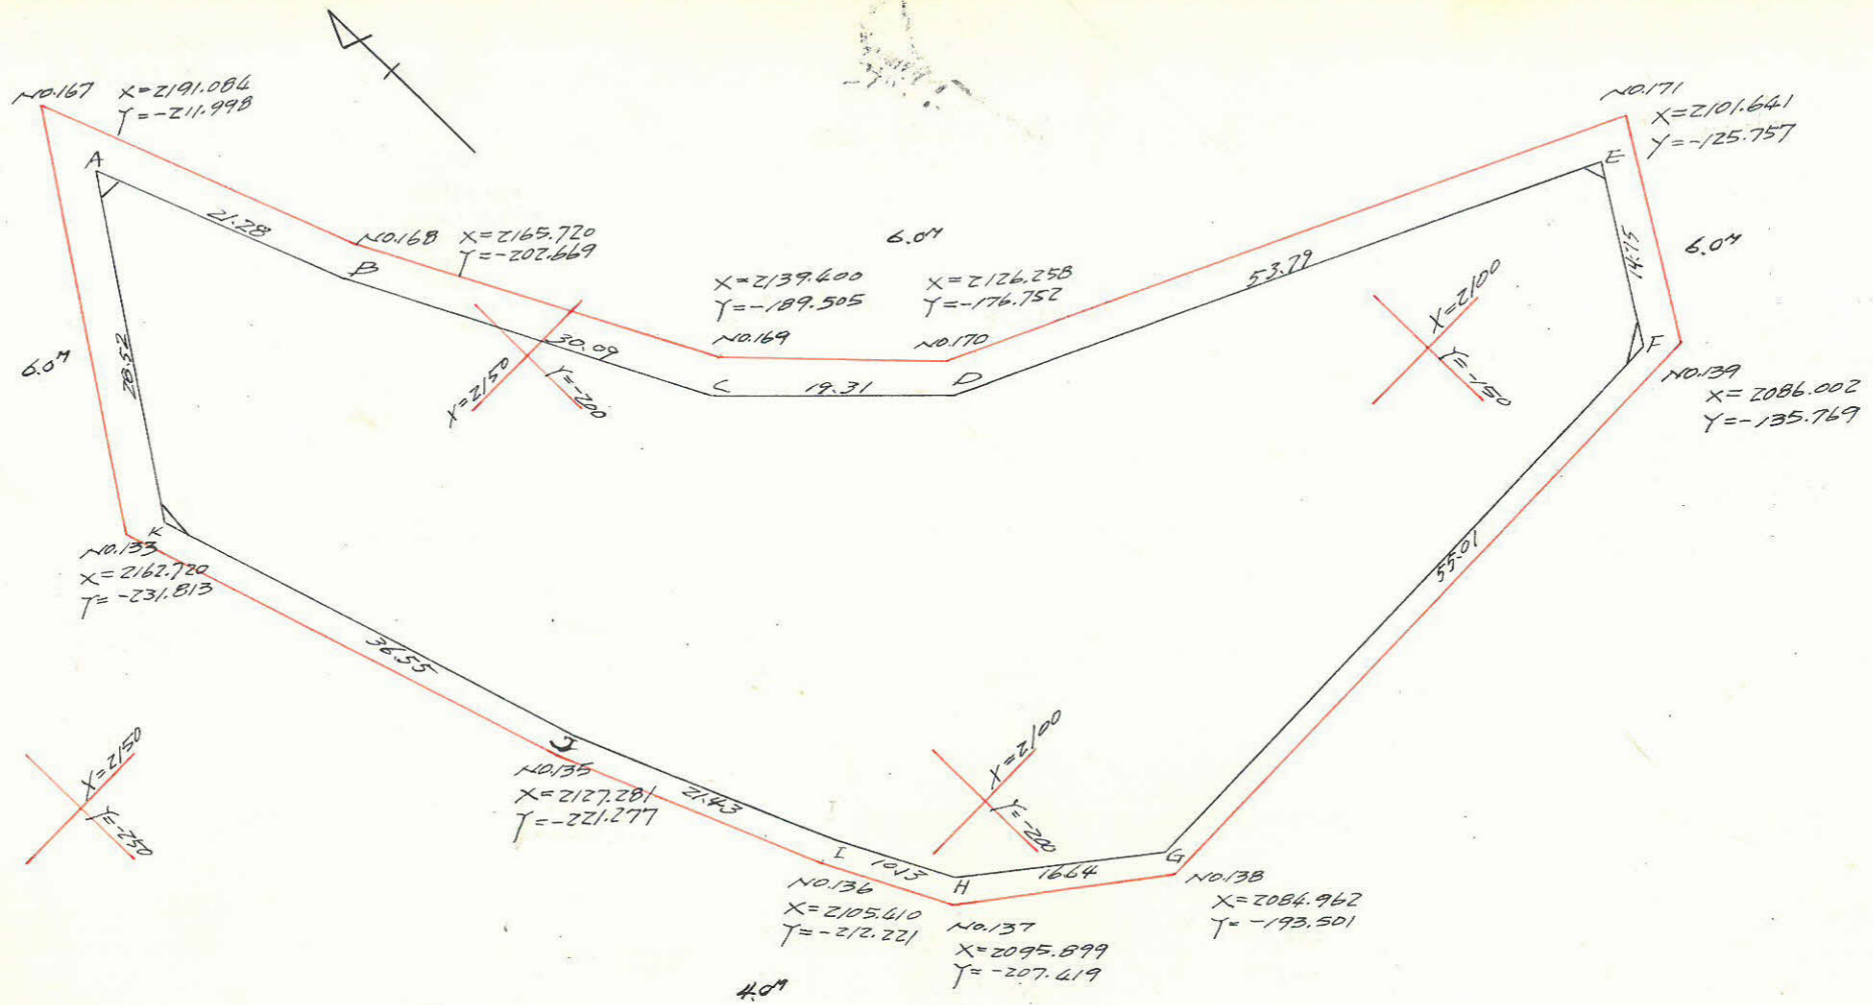 NO.167
X=2191.084
Y=-211.998
A
21.28
NO.168
X=2165.720
Y=-202.669
B
6.0M
X=2139.400
Y=-189.505
NO.169
X=2126.258
Y=-176.752
NO.170
NO.171
X=2101.641
Y=-125.757
E
53.79
14.15
6.0M
F
NO.139
X=2086.002
Y=-135.769
X=2100
Y=-150
30.09
X=2150
Y=-200
C
19.31
D
6.0M
28.52
K
NO.133
X=2162.720
Y=-231.813
36.55
55.01
X=2150
Y=-250
J
NO.135
X=2127.281
Y=-221.277
21.43
I
10.13
H
16.64
G
X=2100
Y=-200
NO.136
X=2105.410
Y=-212.221
NO.137
X=2095.899
Y=-207.419
NO.138
X=2084.962
Y=-193.501
4.0M